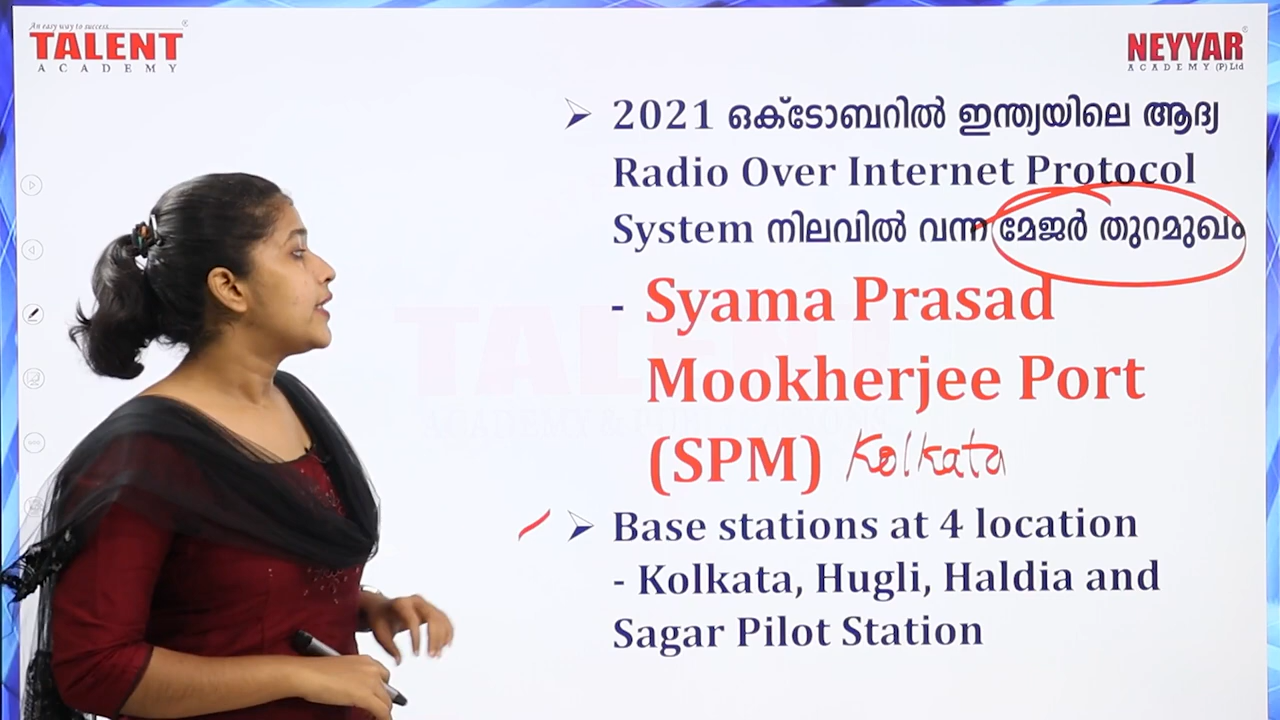 An easy way to success
TALENT
ACADEMY
NEYYAR
ACADEMY (P) Ltd
➢ 2021 ഒക്ടോബറിൽ ഇന്ത്യയിലെ ആദ്യ
Radio Over Internet Protocol
System നിലവിൽ വന്ന മേജർ തുറമുഖം
- Syama Prasad
Mookherjee Port
(SPM) Kolkata
➢ Base stations at 4 location
- Kolkata, Hugli, Haldia and
Sagar Pilot Station